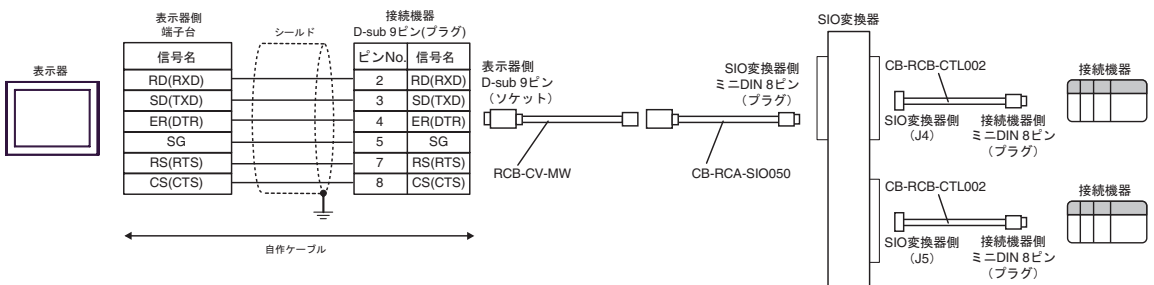 表示器
表示器側
端子台
信号名
RD(RXD)
SD(TXD)
ER(DTR)
SG
RS(RTS)
CS(CTS)
シールド
接続機器
D-sub 9ピン(プラグ)
ピンNo. 信号名
2 RD(RXD)
3 SD(TXD)
4 ER(DTR)
5 SG
7 RS(RTS)
8 CS(CTS)
自作ケーブル
表示器側
D-sub 9ピン
（ソケット）
RCB-CV-MW
SIO変換器側
ミニDIN 8ピン
（プラグ）
CB-RCA-SIO050
SIO変換器
CB-RCB-CTL002
SIO変換器側
（J4）
接続機器側
ミニDIN 8ピン
（プラグ）
接続機器
CB-RCB-CTL002
SIO変換器側
（J5）
接続機器側
ミニDIN 8ピン
（プラグ）
接続機器